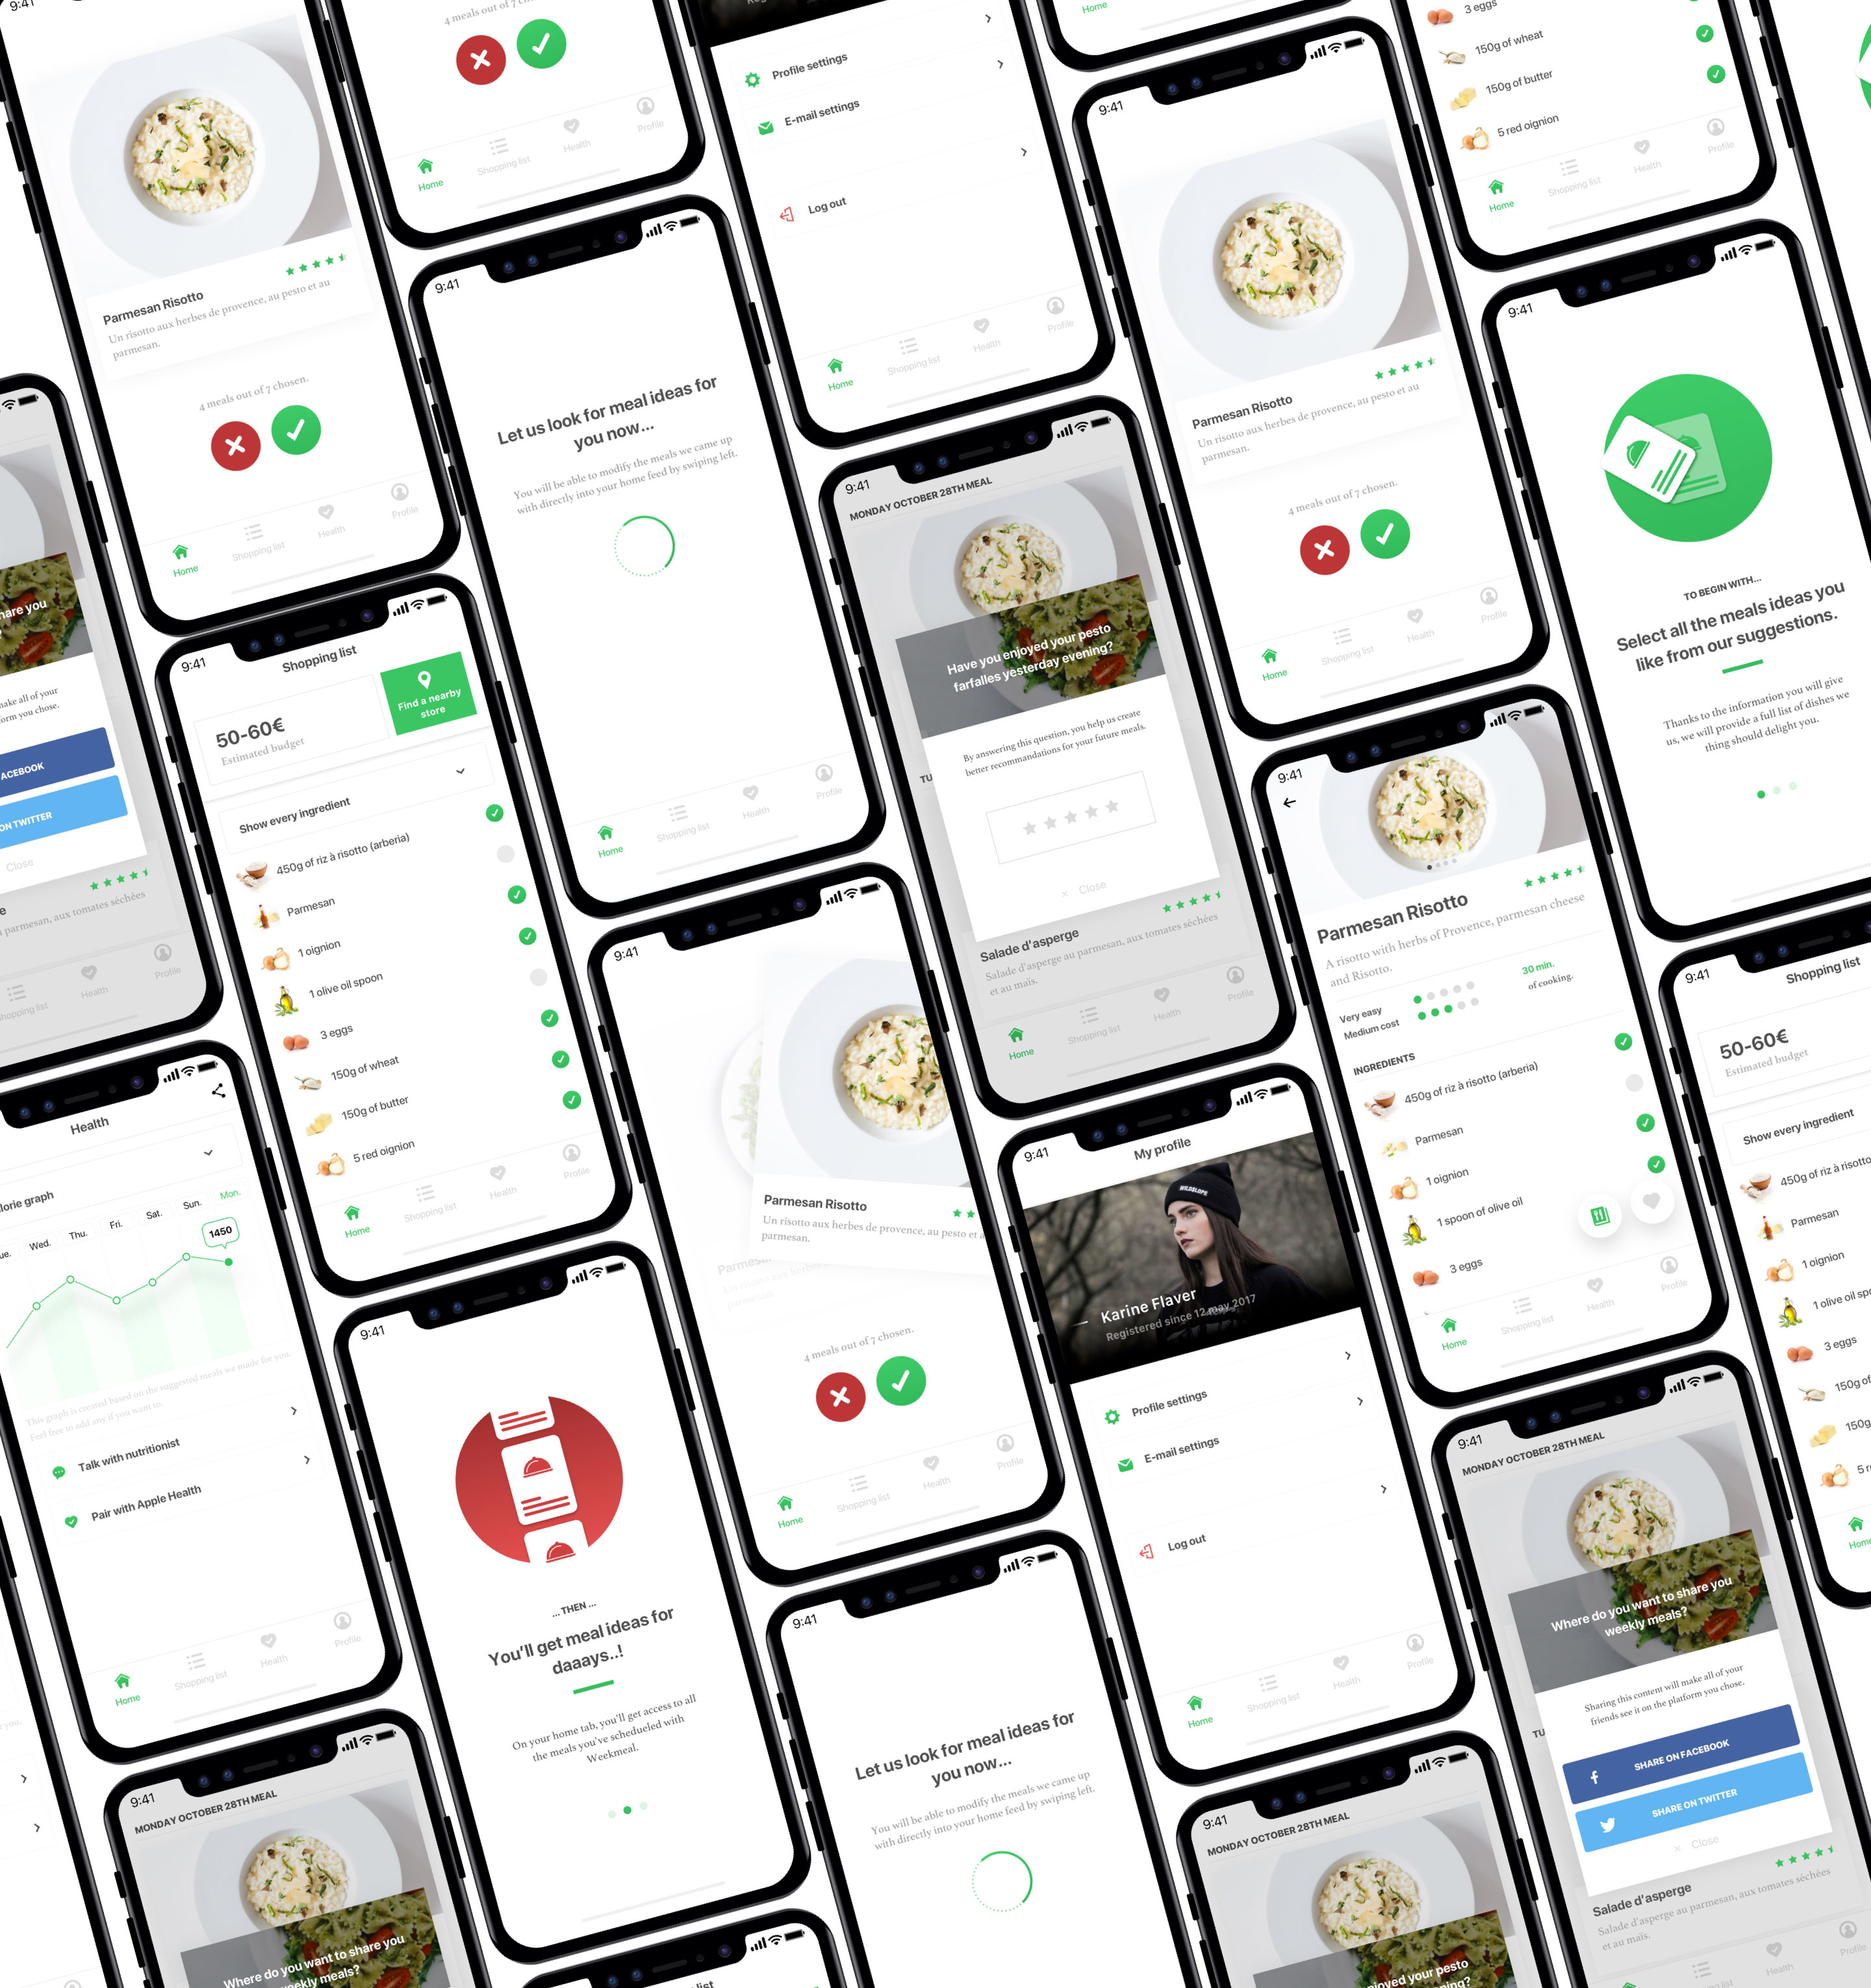 9:41
Parmesan Risotto
Un risotto aux herbes de provence, au pesto et au
parmesan.
4 meals out of 7 chosen.
Home
Shopping list
Health
Profile
4 meals out of 7
Home
Shopping list
Health
Profile
Profile settings
E-mail settings
Log out
Home
Shopping list
Health
Profile
Home
9:41
Parmesan Risotto
Un risotto aux herbes de provence, au pesto et au
parmesan.
4 meals out of 7 chosen.
Home
Shopping list
Health
Profile
3 eggs
150g of wheat
150g of butter
5 red oignion
Home
Shopping list
Health
Profile
9:41
Let us look for meal ideas for
you now...
You will be able to modify the meals we came up
with directly into your home feed by swiping left.
Home
Shopping list
Health
Profile
9:41
TO BEGIN WITH...
Select all the meals ideas you
like from our suggestions.
Thanks to the information you will give
us, we will provide a full list of dishes we
thing should delight you.
hare you
make all of your
form you chose.
ACEBOOK
ON TWITTER
Close
parmesan, aux tomates séchées
Health
Profile
9:41
Shopping list
50-60€
Estimated budget
Find a nearby
store
Show every ingredient
450g of riz à risotto (arberia)
Parmesan
1 oignion
1 olive oil spoon
3 eggs
150g of wheat
150g of butter
5 red oignion
Home
Shopping list
Health
Profile
9:41
MONDAY OCTOBER 28TH MEAL
Have you enjoyed your pesto
farfalles yesterday evening?
By answering this question, you help us create
better recommandations for your future meals.
× Close
TU
Salade d'asperge
Salade d'asperge au parmesan, aux tomates séchées
et au maïs.
Home
Shopping list
Health
Profile
9:41
Parmesan Risotto
A risotto with herbs of Provence, parmesan cheese
and Risotto.
Very easy
Medium cost
30 min.
of cooking.
INGREDIENTS
450g of riz à risotto (arberia)
Parmesan
1 oignion
1 spoon of olive oil
3 eggs
Home
Shopping list
Health
Profile
9:41
Shopping list
50-60€
Estimated budget
Show every ingredient
450g of riz à risotto
Parmesan
1 oignion
1 olive oil spo
3 eggs
150g of
150g
5 r
Home
Health
lorie graph
ue.
Wed.
Thu.
Fri.
Sat.
Sun.
Mon.
1450
This graph is created based on the suggested meals we made for you.
Feel free to add any if you want to.
Talk with nutritionist
Pair with Apple Health
Home
Shopping list
Health
Profile
9:41
Parmesan Risotto
Un risotto aux herbes de provence, au pesto et a
parmesan.
4 meals out of 7 chosen.
Home
Shopping list
Health
Profile
9:41
My profile
WILDSLOPE
Karine Flaver
Registered since 12 may 2017
Profile settings
E-mail settings
Log out
Home
Shopping list
Health
Profile
9:41
...THEN ...
You'll get meal ideas for
daaays..!
On your home tab, you'll get access to all
the meals you've schedueled with
Weekmeal.
9:41
MONDAY OCTOBER 28TH MEAL
Where do you want to share you
weekly meals?
Sharing this content will make all of your
friends see it on the platform you chose.
SHARE ON FACEBOOK
SHARE ON TWITTER
× Close
TU
Salade d'asperge
Salade d'asperge au parmesan, aux tomates séchées
et au maïs.
Health
Profile
9:41
Let us look for meal ideas for
you now...
You will be able to modify the meals we came up
with directly into your home feed by swiping left.
9:41
MONDAY OCTOBER 28TH MEAL
Where do you want to share you
weekly meals?
9:41
MONDAY OCTOBER 28TH MEAL
enjoyed your pesto
list